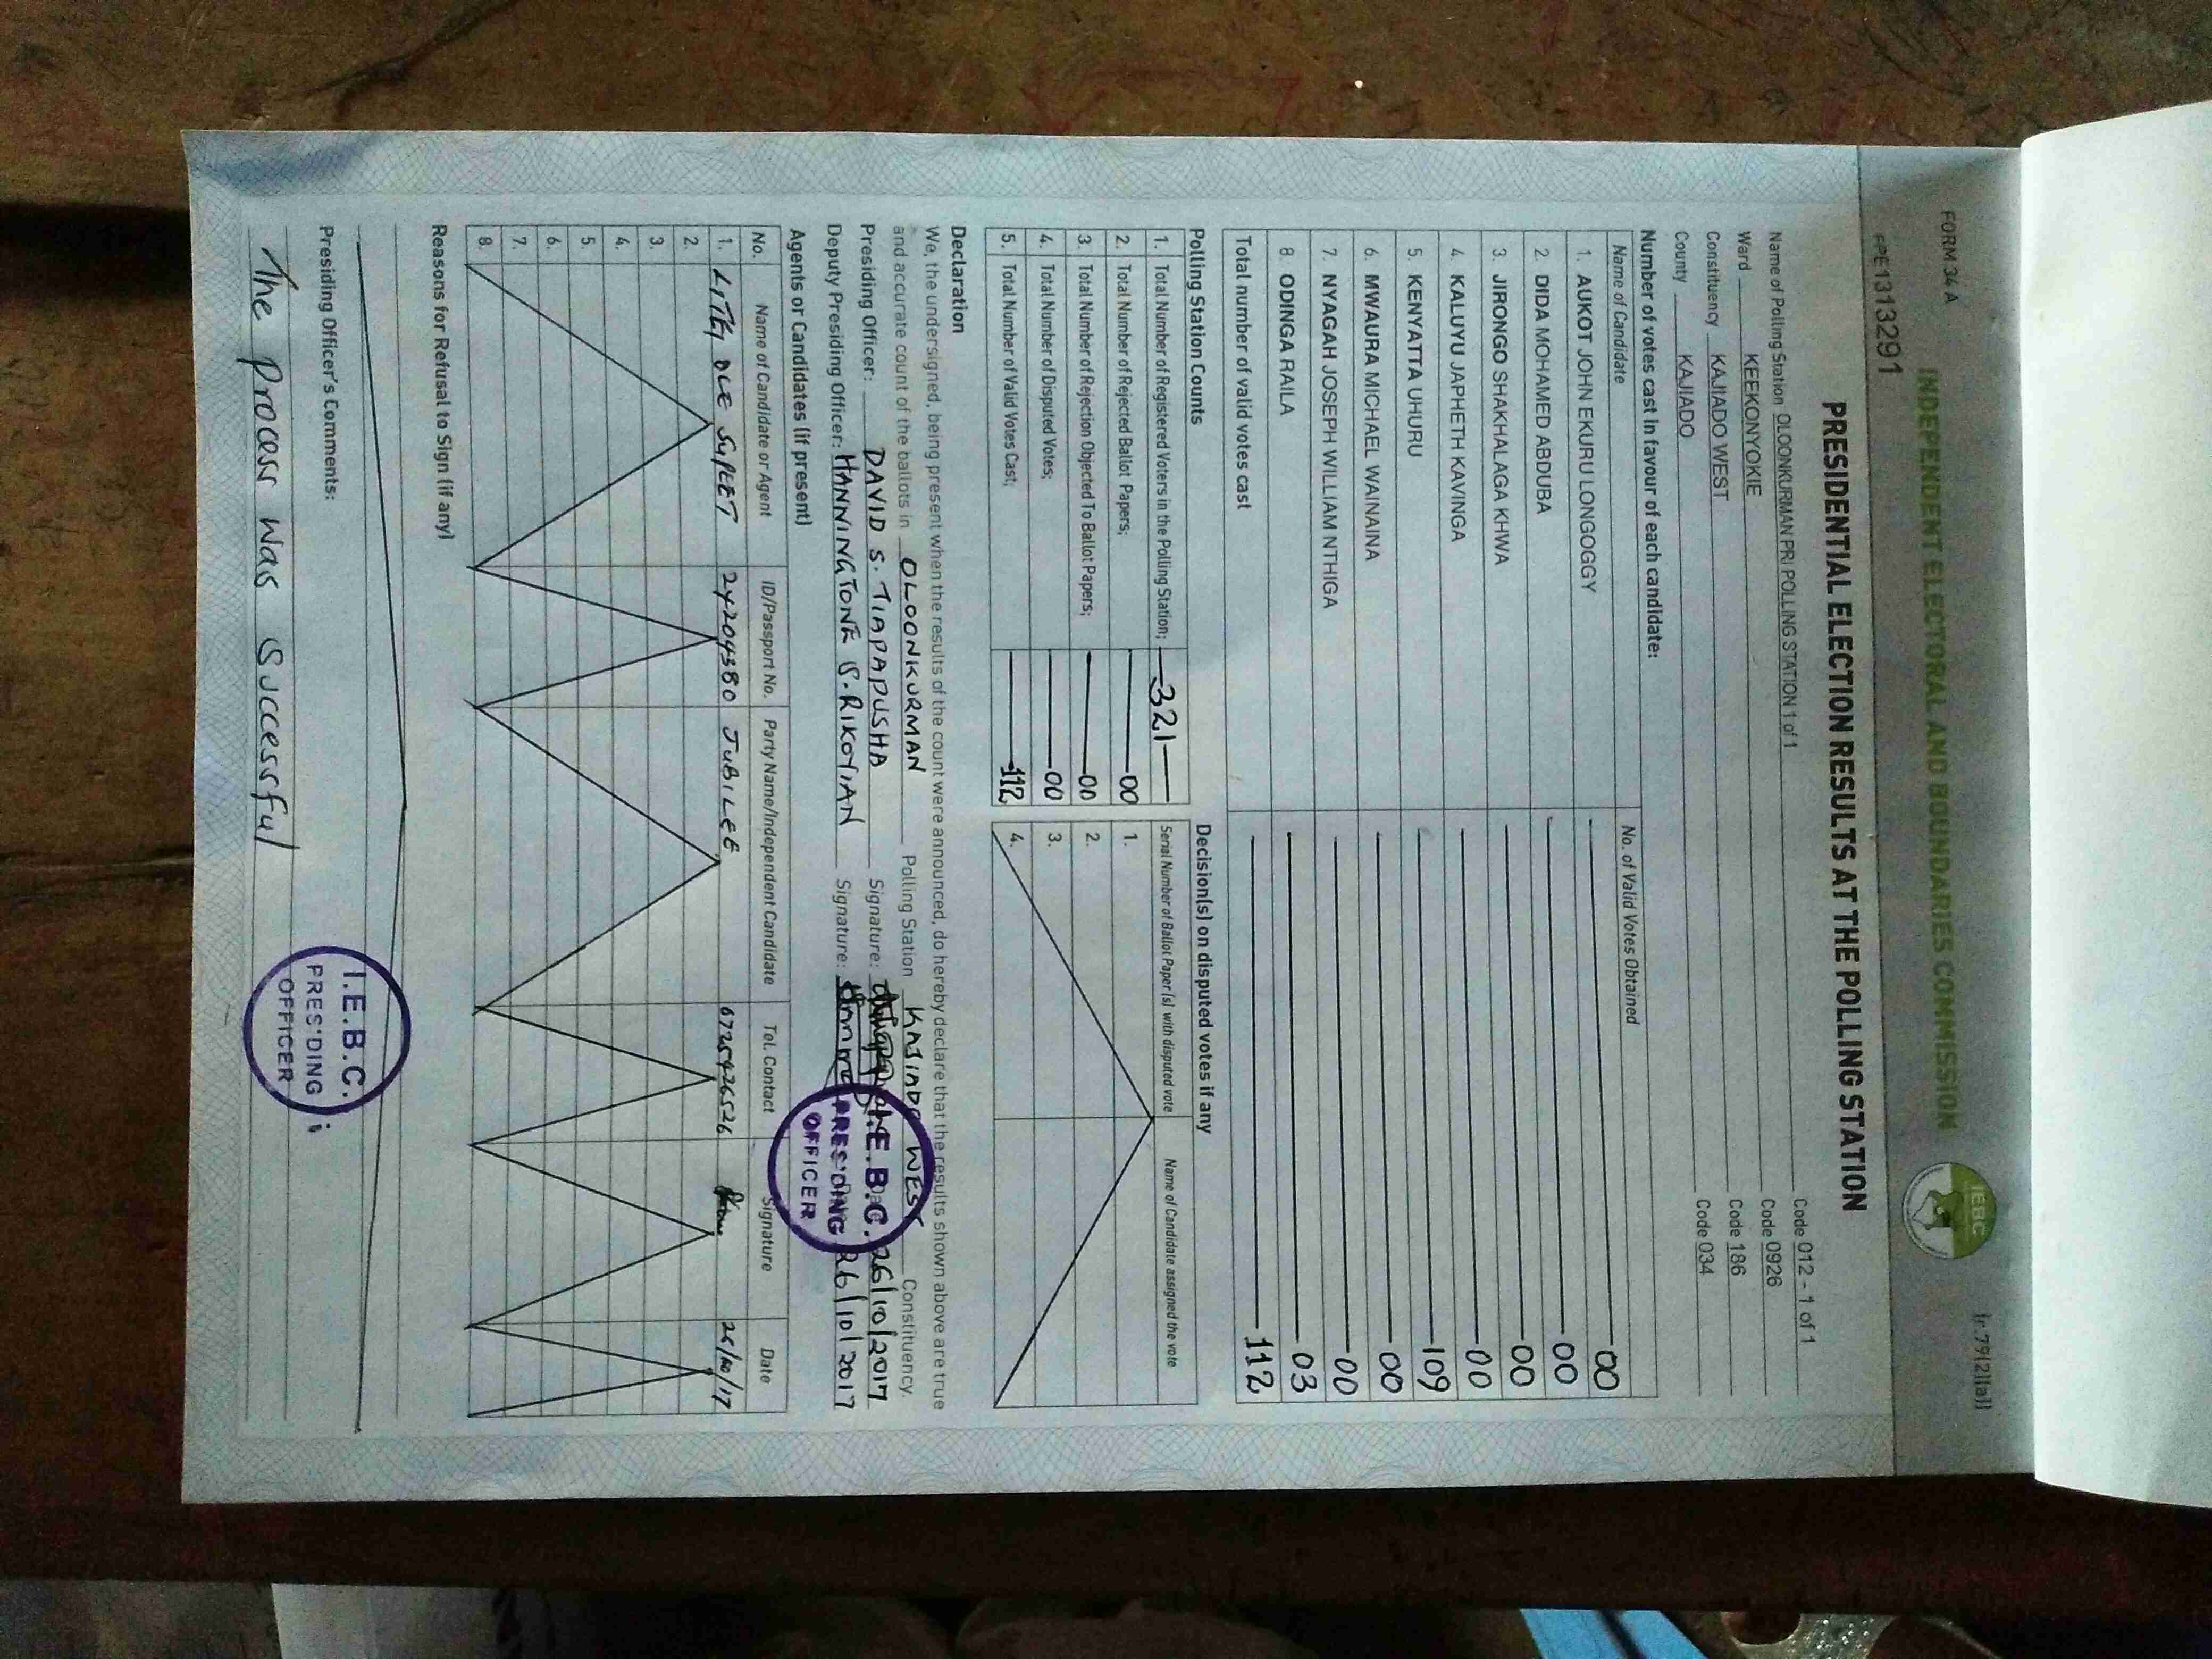 FORM 34 A
(r.79(2)(a))
INDEPENDENT ELECTORAL AND BOUNDARIES COMMISSION
IEBC
PPE1313291
PRESIDENTIAL ELECTION RESULTS AT THE POLLING STATION
Name of Polling Station OLOONKURMAN PRI POLLING STATION 1 of 1 Code 012 - 1 of 1
Ward KEEKONYOKIE Code 0926
Constituency KAJIADO WEST Code 186
County KAJIADO Code 034
Number of votes cast in favour of each candidate:
Name of Candidate No. of Valid Votes Obtained
1. AUKOT JOHN EKURU LONGOGGY 00
2. DIDA MOHAMED ABDUBA 00
3. JIRONGO SHAKHALAGA KHWA 00
4. KALUYU JAPHETH KAVINGA 00
5. KENYATTA UHURU 109
6. MWAURA MICHAEL WAINAINA 00
7. NYAGAH JOSEPH WILLIAM NTHIGA 00
8. ODINGA RAILA 03
Total number of valid votes cast 112
Polling Station Counts
1. Total Number of Registered Voters in the Polling Station; 321
2. Total Number of Rejected Ballot Papers; 00
3. Total Number of Rejection Objected To Ballot Papers; 00
4. Total Number of Disputed Votes; 00
5. Total Number of Valid Votes Cast; 112
Decision(s) on disputed votes if any
Serial Number of Ballot Paper (s) with disputed vote Name of Candidate assigned the vote
1.
2.
3.
4.
Declaration
We, the undersigned, being present when the results of the count were announced, do hereby declare that the results shown above are true
and accurate count of the ballots in OLOONKURMAN Polling Station KAJIADO WEST Constituency.
Presiding Officer: DAVID S. TIAPAPUSHA Signature: 26/10/2017
Deputy Presiding Officer: HANNINGTONE S. RIKOYIAN Signature: 26/10/2017
I.E.B.C.
PRES'DING
OFFICER
Agents or Candidates (if present)
No. Name of Candidate or Agent ID/Passport No. Party Name/Independent Candidate Tel. Contact Signature Date
1. OLE 24204380 JUBILEE 0725426526 26/10/17
2.
3.
4.
5.
6.
7.
8.
Reasons for Refusal to Sign (if any)
Presiding Officer's Comments:
The process was successful
I.E.B.C.
PRES'DING
OFFICER